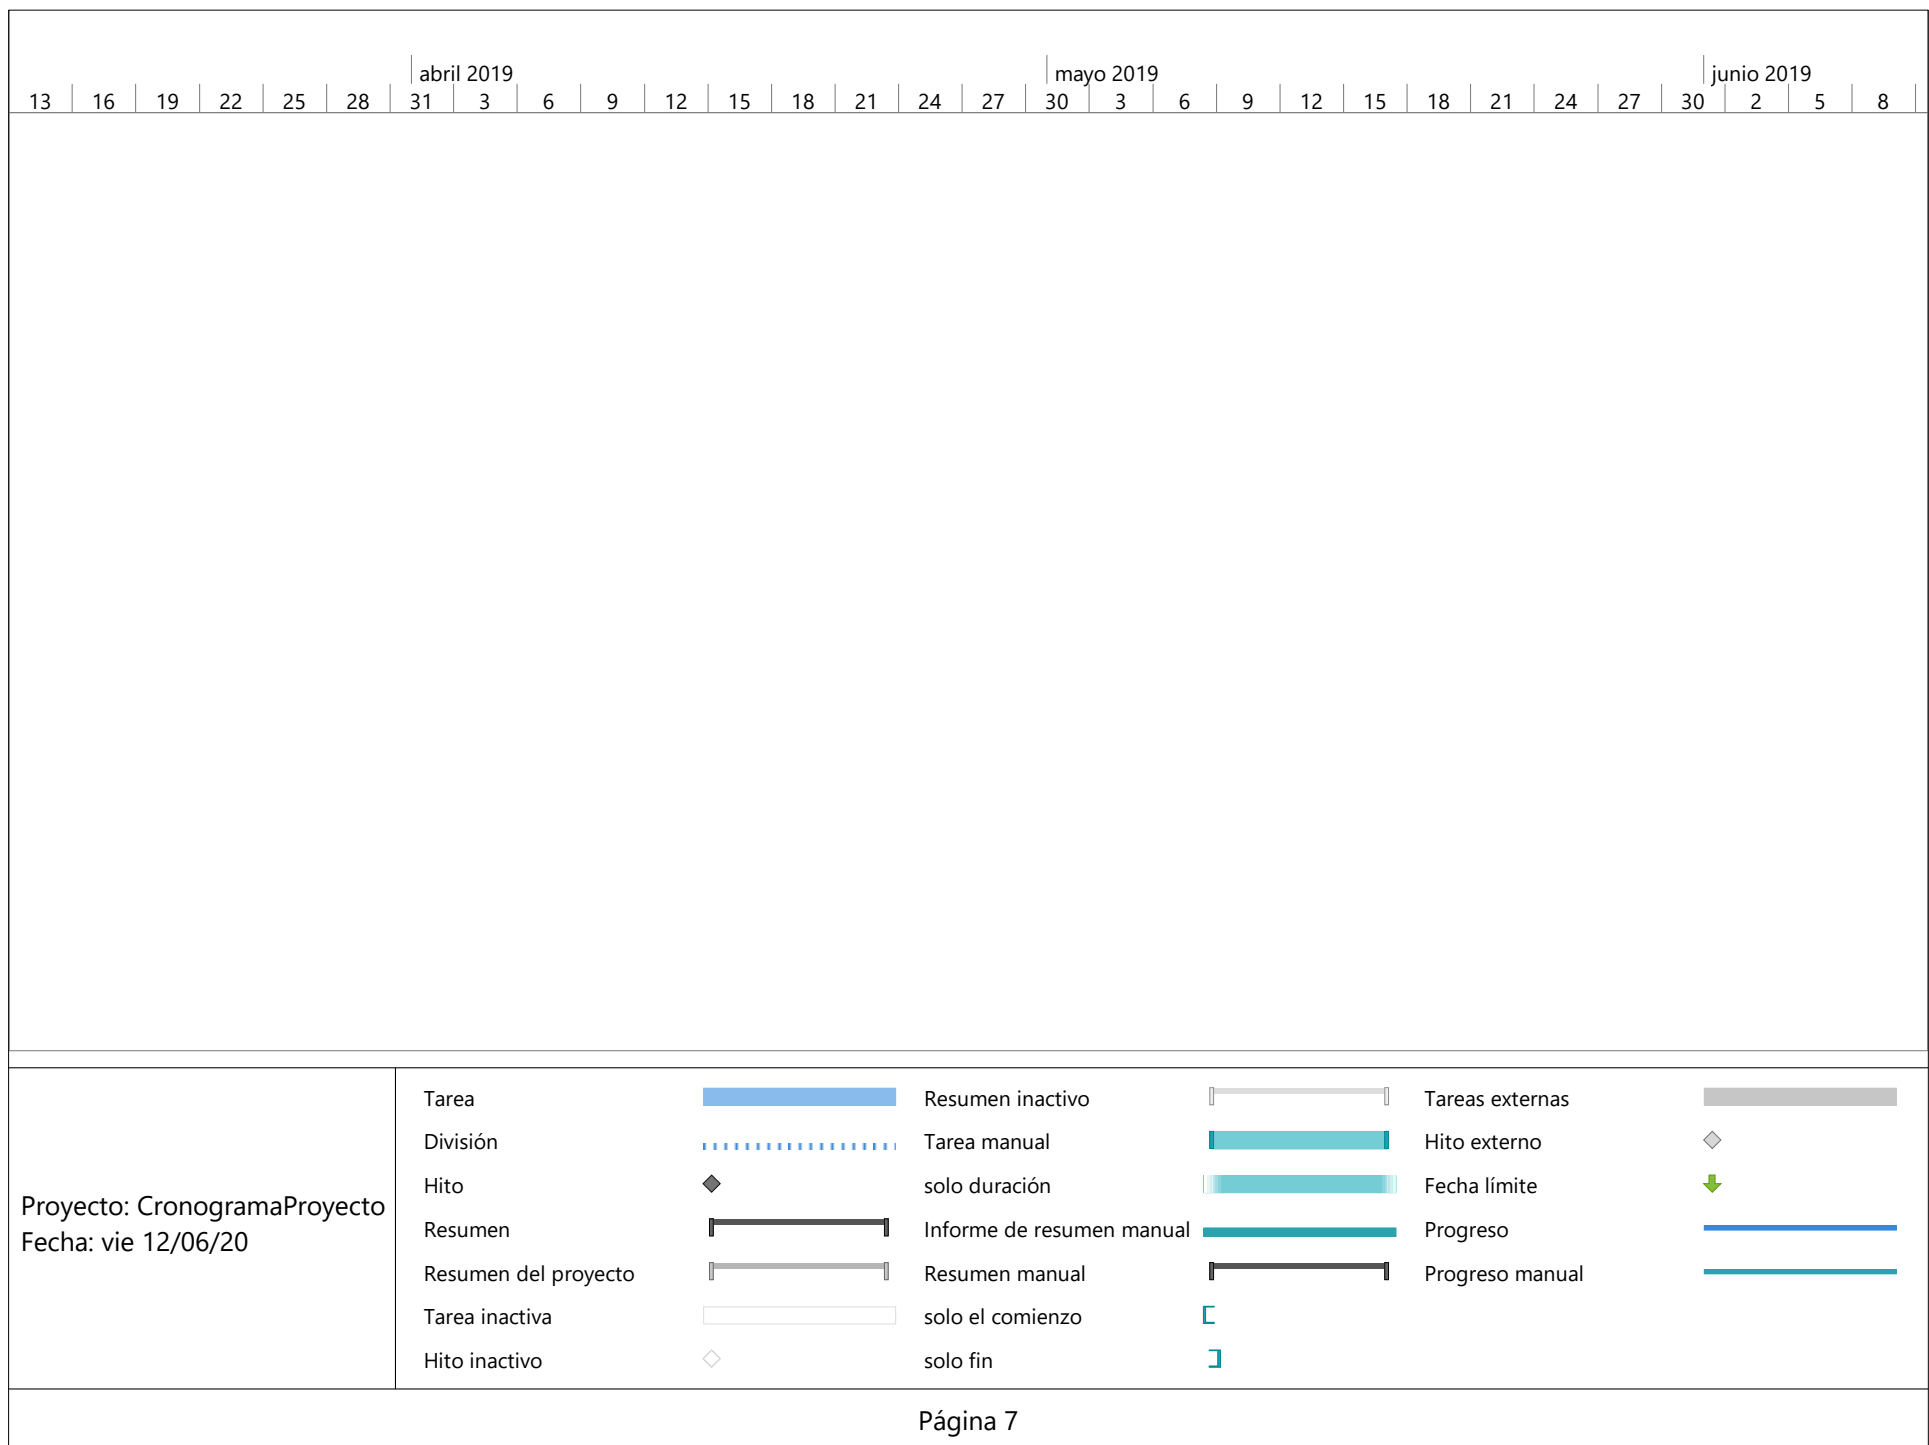 abril 2019 mayo 2019 junio 2019
13 16 19 22 25 28 31 3 6 9 12 15 18 21 24 27 30 3 6 9 12 15 18 21 24 27 30 2 5 8
Proyecto: CronogramaProyecto
Fecha: vie 12/06/20
Tarea
División
Hito
Resumen
Resumen del proyecto
Tarea inactiva
Hito inactivo
Resumen inactivo
Tarea manual
solo duración
Informe de resumen manual
Resumen manual
solo el comienzo
solo fin
Tareas externas
Hito externo
Fecha límite
Progreso
Progreso manual
Página 7